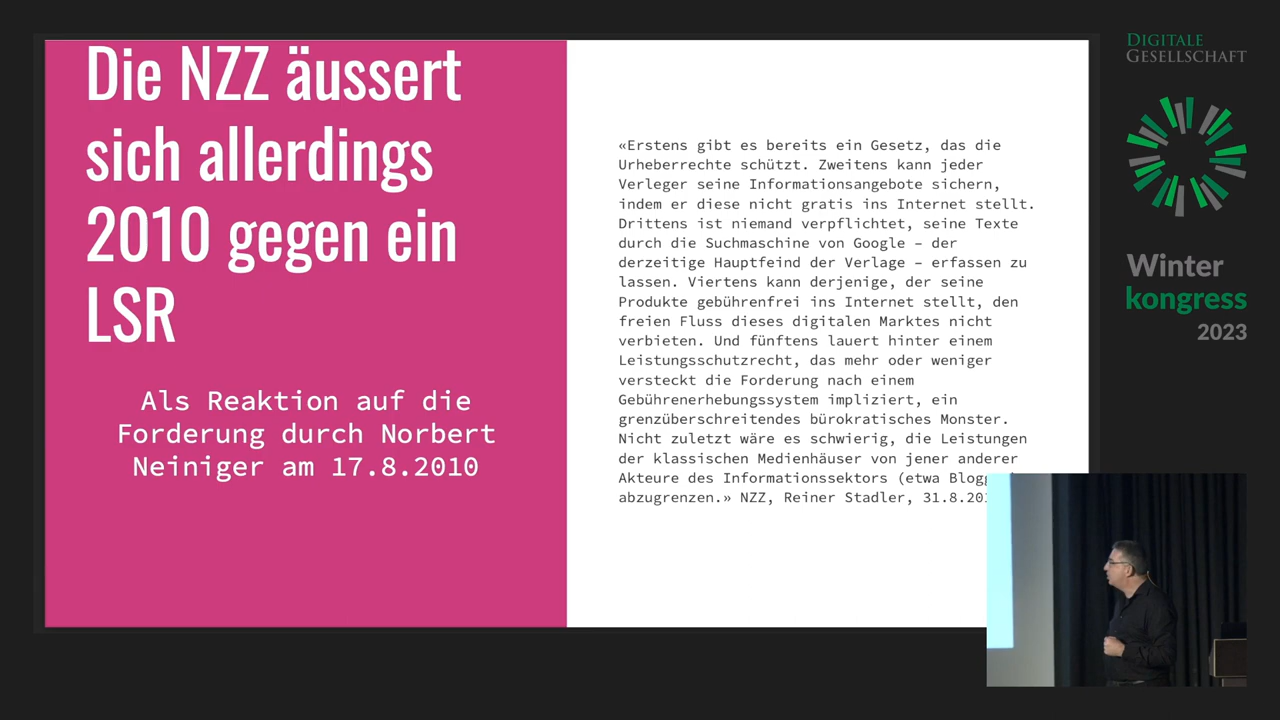 Die NZZ äussert
sich allerdings
2010 gegen ein
LSR
Als Reaktion auf die
Forderung durch Norbert
Neiniger am 17.8.2010
«Erstens gibt es bereits ein Gesetz, das die
Urheberrechte schützt. Zweitens kann jeder
Verleger seine Informationsangebote sichern,
indem er diese nicht gratis ins Internet stellt.
Drittens ist niemand verpflichtet, seine Texte
durch die Suchmaschine von Google – der
derzeitige Hauptfeind der Verlage – erfassen zu
lassen. Viertens kann derjenige, der seine
Produkte gebührenfrei ins Internet stellt, den
freien Fluss dieses digitalen Marktes nicht
verbieten. Und fünftens lauert hinter einem
Leistungsschutzrecht, das mehr oder weniger
versteckt die Forderung nach einem
Gebührenerhebungssystem impliziert, ein
grenzüberschreitendes bürokratisches Monster.
Nicht zuletzt wäre es schwierig, die Leistungen
der klassischen Medienhäuser von jener anderer
Akteure des Informationssektors (etwa
abzugrenzen.» NZZ, Reiner Stadler,
DIGITALE
GESELLSCHAFT
Winter
kongress
2023